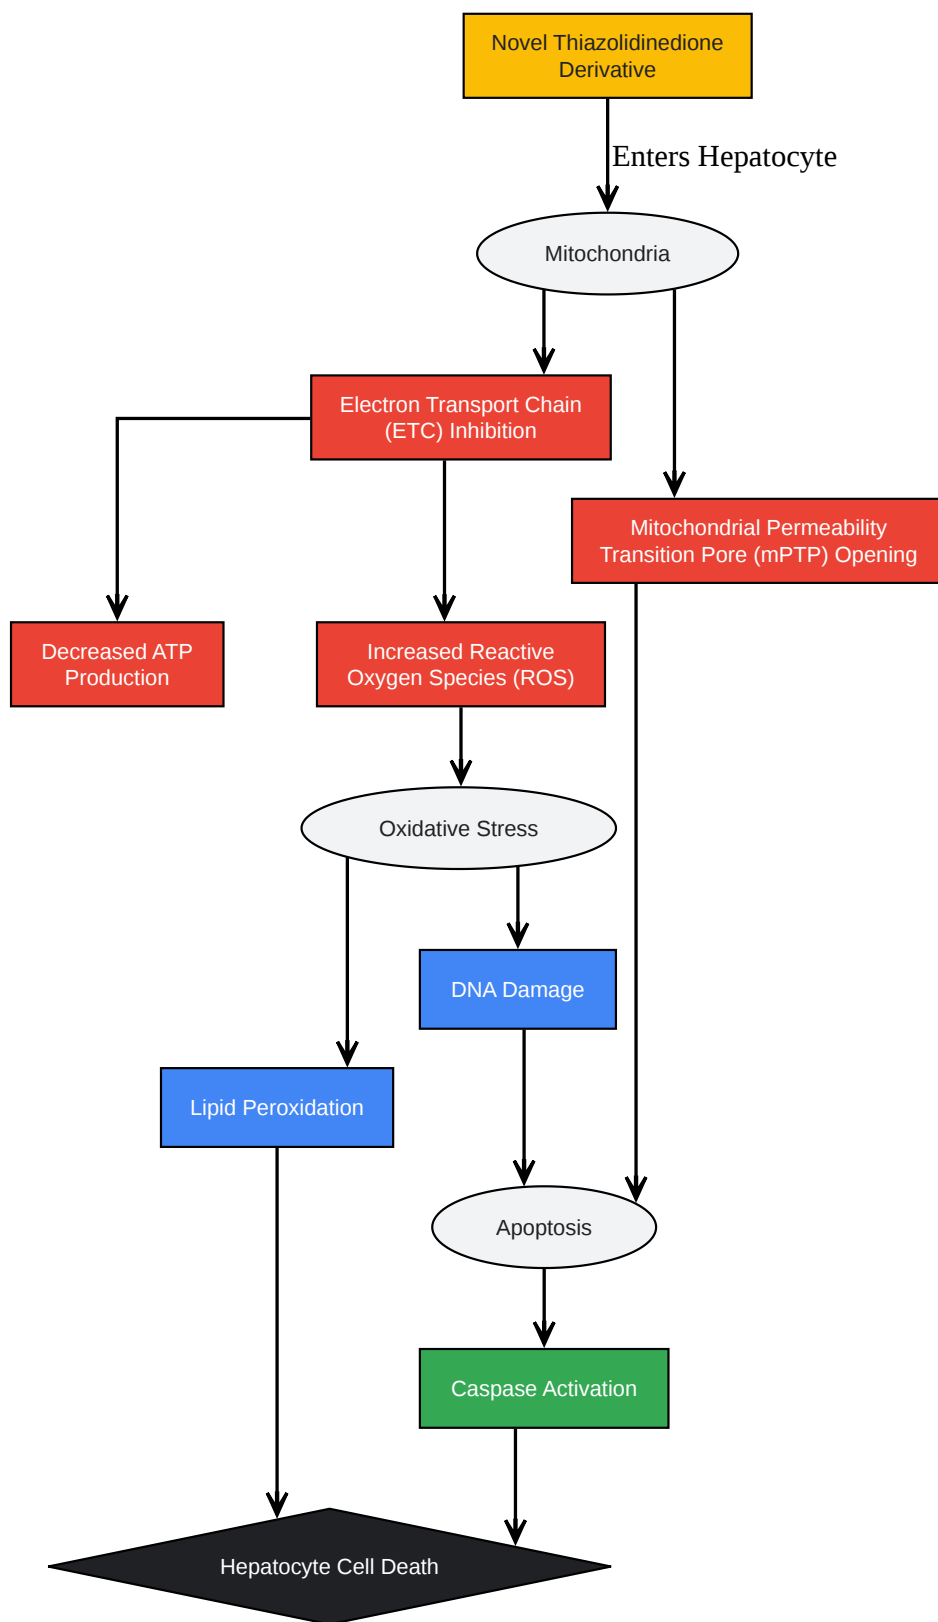 Novel Thiazolidinedione
Derivative
Enters Hepatocyte
Mitochondria
Electron Transport Chain
(ETC) Inhibition
Mitochondrial Permeability
Transition Pore (mPTP) Opening
Decreased ATP
Production
Increased Reactive
Oxygen Species (ROS)
Oxidative Stress
DNA Damage
Lipid Peroxidation
Apoptosis
Caspase Activation
Hepatocyte Cell Death